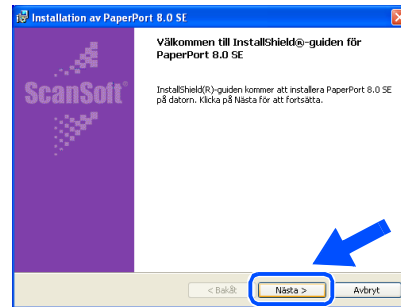 Installation av PaperPort 8.0 SE
Välkommen till InstallShield®-guiden för
PaperPort 8.0 SE
ScanSoft®
InstallShield(R)-guiden kommer att installera PaperPort 8.0 SE
på datorn. Klicka på Nästa för att fortsätta.
< Bakåt
Nästa >
Avbryt